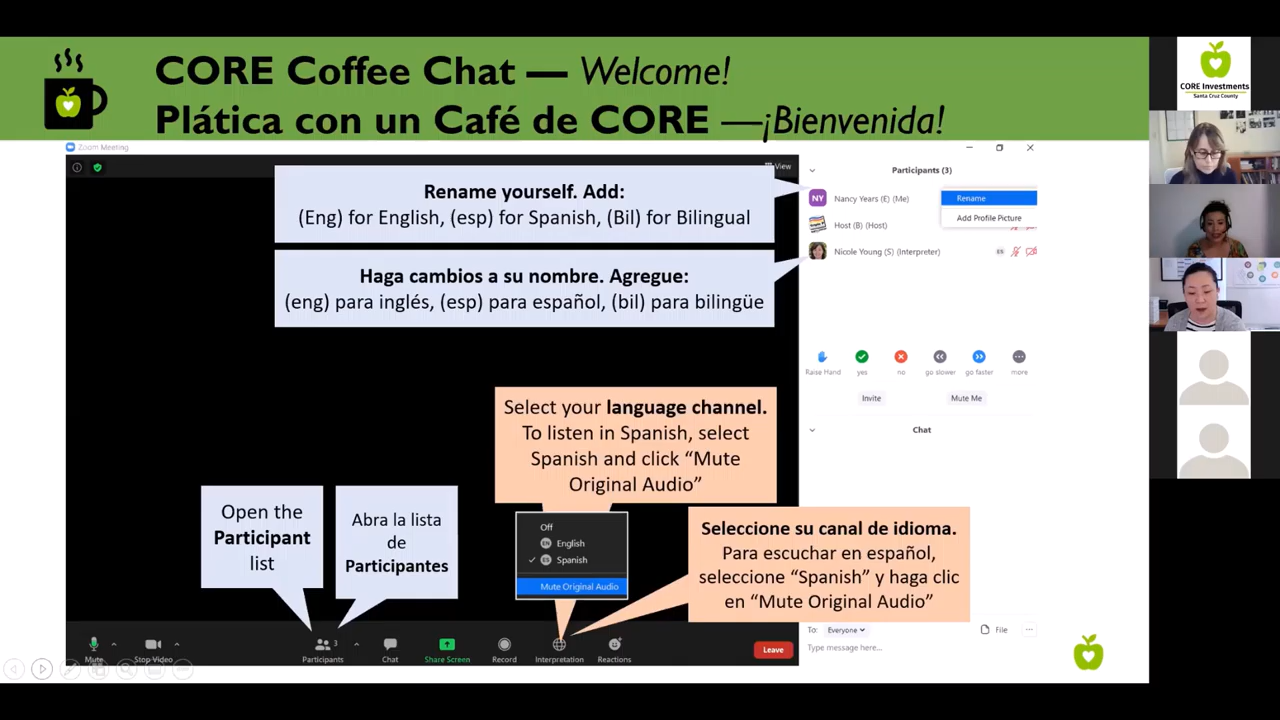 CORE Coffee Chat — Welcome!
Plática con un Café de CORE —¡Bienvenida!
Zoom Meeting
View
Rename yourself. Add:
(Eng) for English, (esp) for Spanish, (Bil) for Bilingual
Haga cambios a su nombre. Agregue:
(eng) para inglés, (esp) para español, (bil) para bilingüe
Participants (3)
NY
Nancy Years (E) (Me)
Rename
Add Profile Picture
Host (B) (Host)
Nicole Young (S) (Interpreter)
Raise Hand
yes
no
go slower
go faster
more
Invite
Mute Me
Chat
Select your language channel.
To listen in Spanish, select
Spanish and click “Mute
Original Audio”
Open the
Participant
list
Abra la lista
de
Participantes
Off
EN English
ES Spanish
Mute Original Audio
Seleccione su canal de idioma.
Para escuchar en español,
seleccione “Spanish” y haga clic
en “Mute Original Audio”
Mute
Stop Video
3
Participants
Chat
Share Screen
Record
Interpretation
Reactions
Leave
To:
Everyone
File
Type message here...
CORE Investments
Santa Cruz County